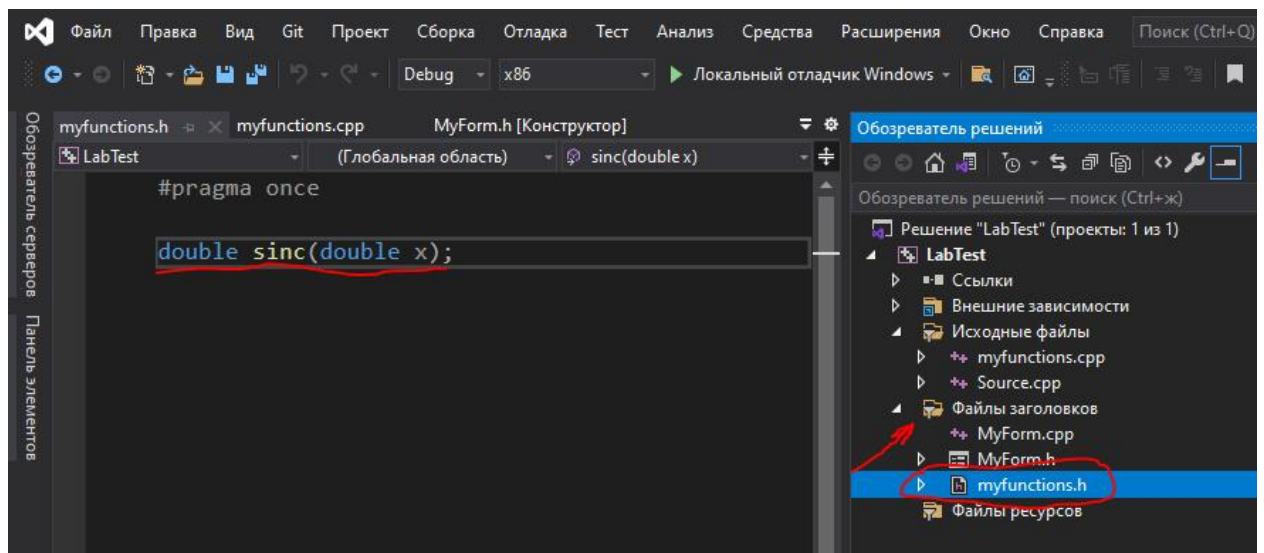 Файл Правка Вид Git Проект Сборка Отладка Тест Анализ Средства Расширения Окно Справка Поиск (Ctrl+Q)
Debug x86 Локальный отладчик Windows
Обозреватель серверов
Панель элементов
myfunctions.h myfunctions.cpp MyForm.h [Конструктор]
LabTest (Глобальная область) sinc(double x)
#pragma once
double sinc(double x);
Обозреватель решений
Обозреватель решений — поиск (Ctrl+ж)
Решение "LabTest" (проекты: 1 из 1)
LabTest
Ссылки
Внешние зависимости
Исходные файлы
myfunctions.cpp
Source.cpp
Файлы заголовков
MyForm.cpp
MyForm.h
myfunctions.h
Файлы ресурсов